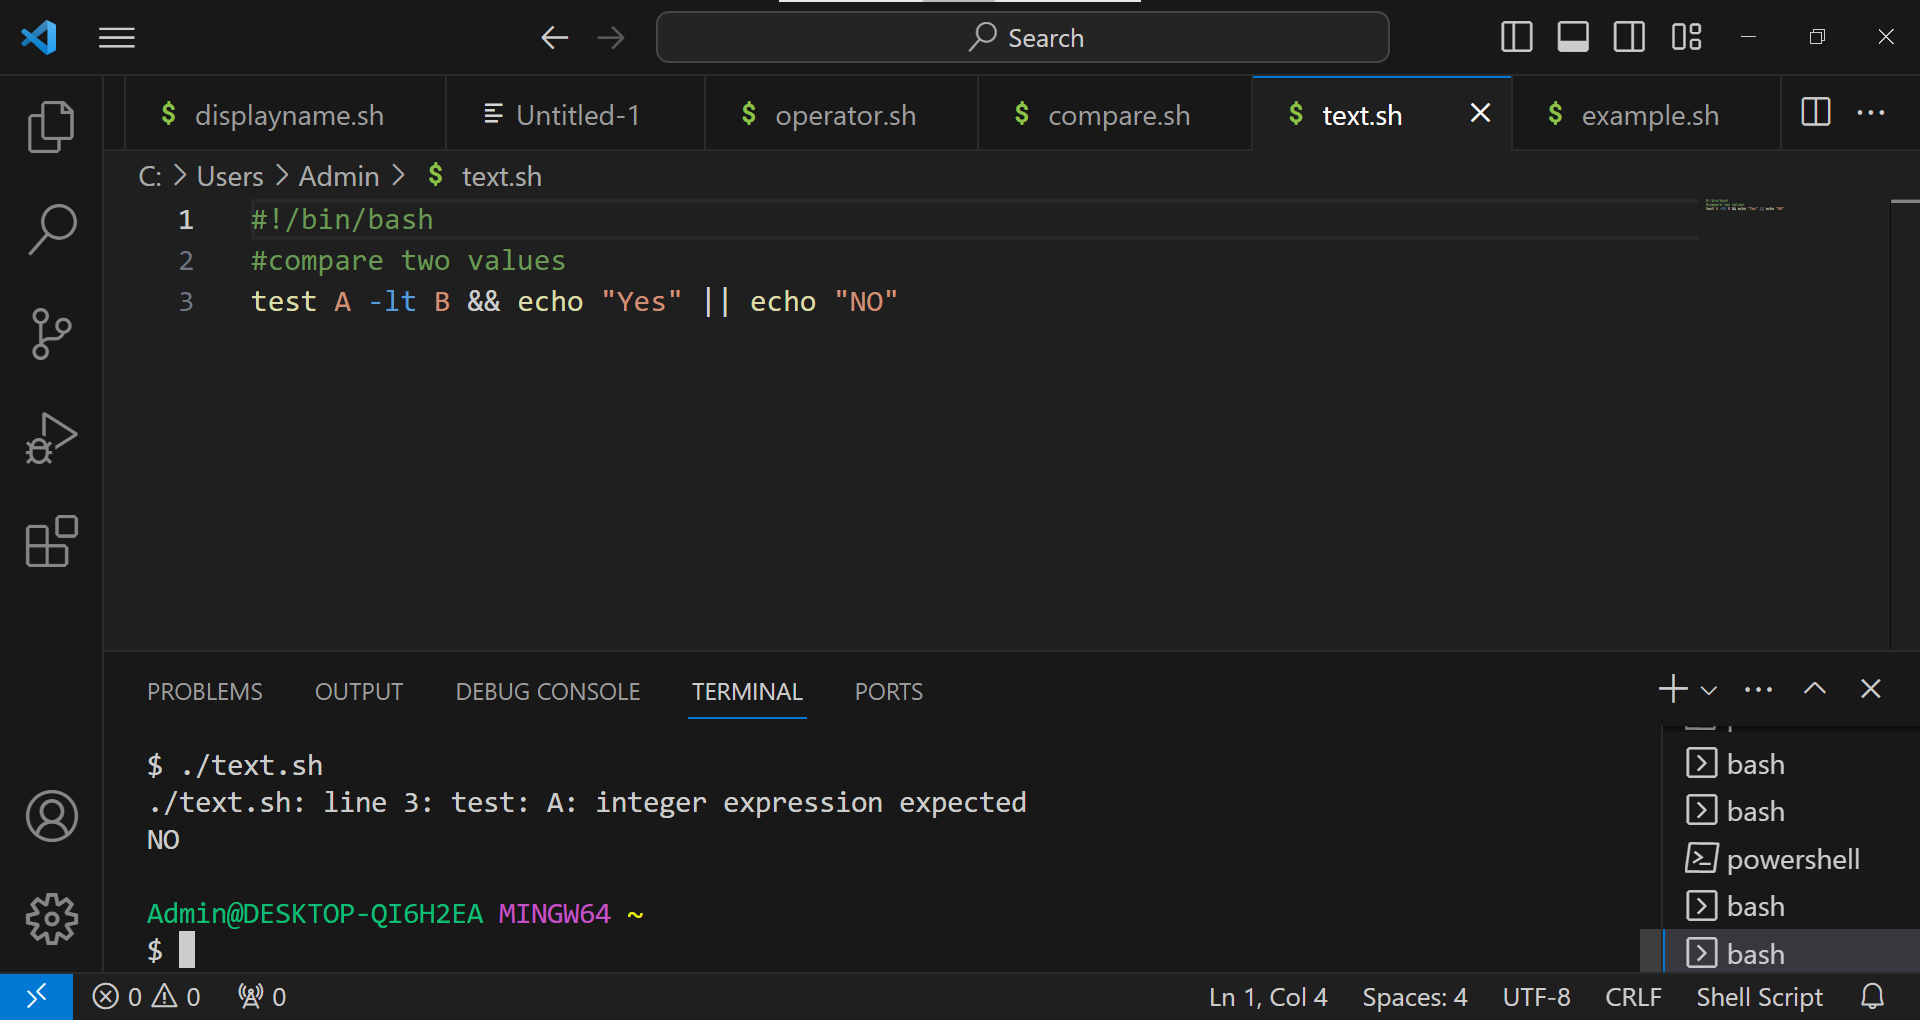 Search
displayname.sh Untitled-1 operator.sh compare.sh text.sh example.sh
C: > Users > Admin > $ text.sh
1 #!/bin/bash
2 #compare two values
3 test A -lt B && echo "Yes" || echo "NO"
PROBLEMS OUTPUT DEBUG CONSOLE TERMINAL PORTS
$ ./text.sh
./text.sh: line 3: test: A: integer expression expected
NO
Admin@DESKTOP-QI6H2EA MINGW64 ~
$
bash
bash
powershell
bash
bash
0 0 0 Ln 1, Col 4 Spaces: 4 UTF-8 CRLF Shell Script